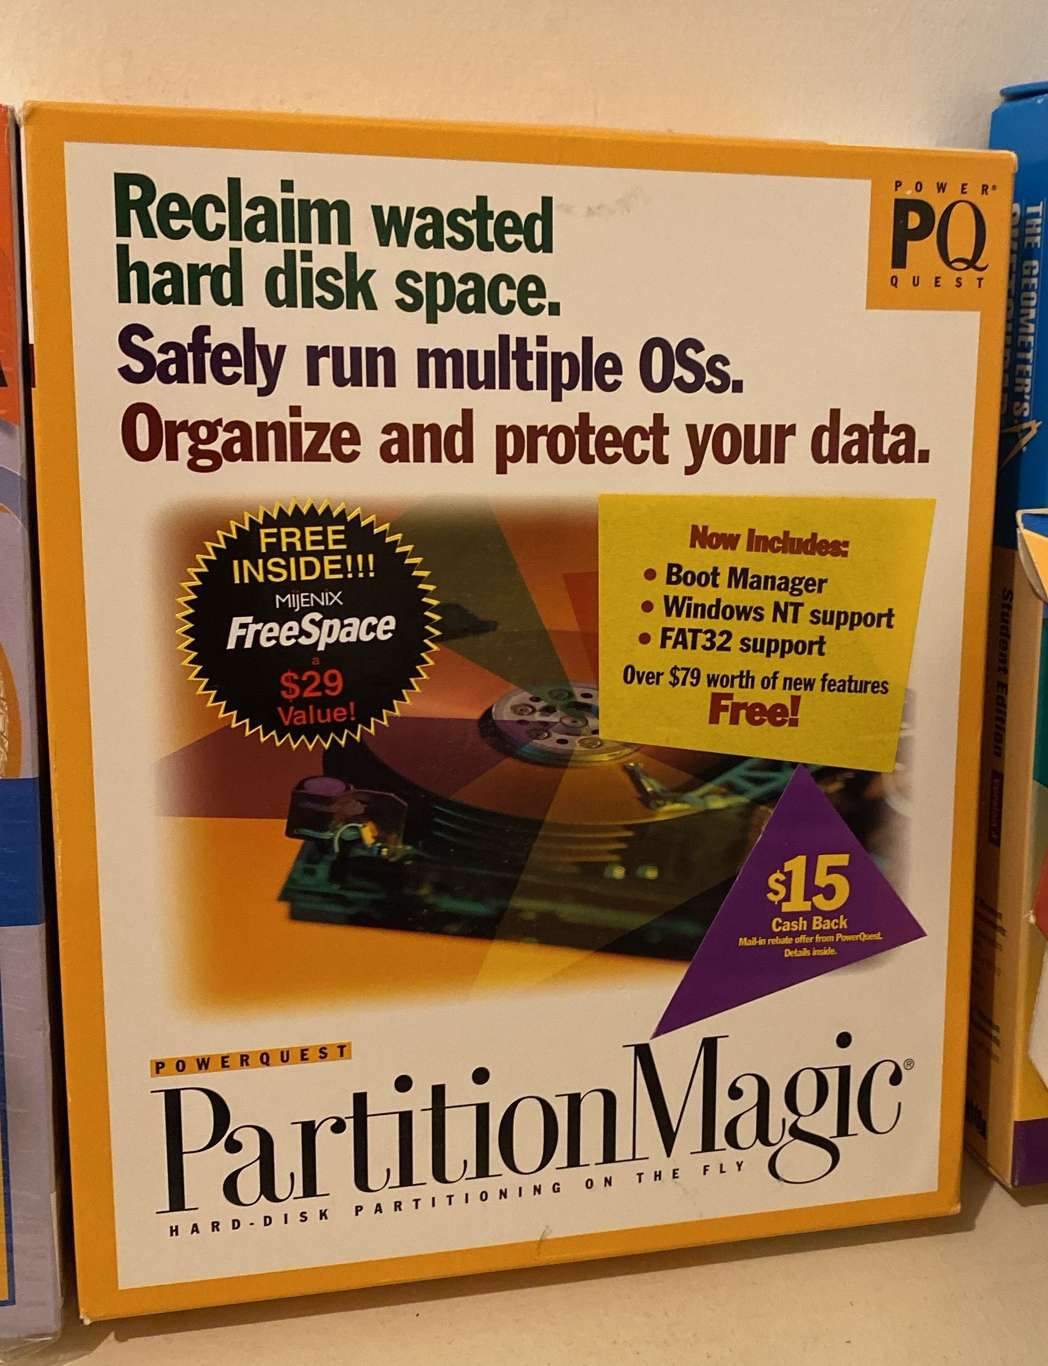 Reclaim wasted
hard disk space.
Safely run multiple OSs.
Organize and protect your data.
POWER®
PQ
QUEST
FREE
INSIDE!!!
MIJENIX
FreeSpace
a
$29
Value!
Now Includes:
• Boot Manager
• Windows NT support
• FAT32 support
Over $79 worth of new features
Free!
$15
Cash Back
Mail-in rebate offer from PowerQuest.
Details inside.
POWERQUEST
PartitionMagic®
HARD-DISK PARTITIONING ON THE FLY
THE GEOMETER'S
Student Edition